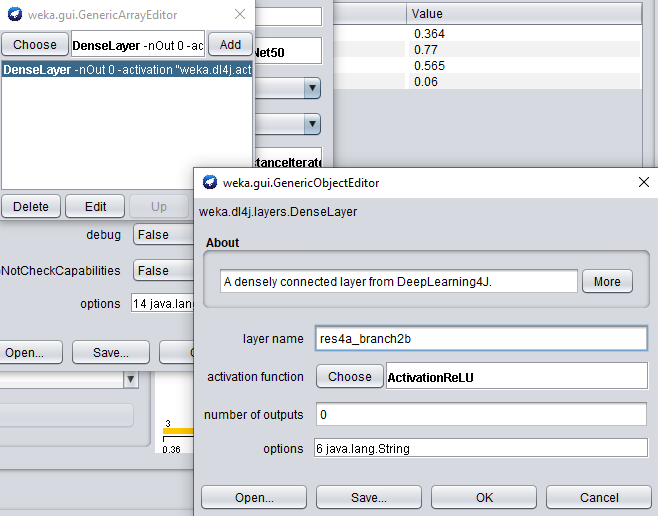 weka.gui.GenericArrayEditor
Choose
DenseLayer -nOut 0 -ac
Add
DenseLayer -nOut 0 -activation "weka.dl4j.act
Delete
Edit
Up
Net50
stanceIterate
Value
0.364
0.77
0.565
0.06
debug
False
NotCheckCapabilities
False
options
14 java.lang
Open...
Save...
3
0.36
weka.gui.GenericObjectEditor
weka.dl4j.layers.DenseLayer
About
A densely connected layer from DeepLearning4J.
More
layer name
res4a_branch2b
activation function
Choose
ActivationReLU
number of outputs
0
options
6 java.lang.String
Open...
Save...
OK
Cancel